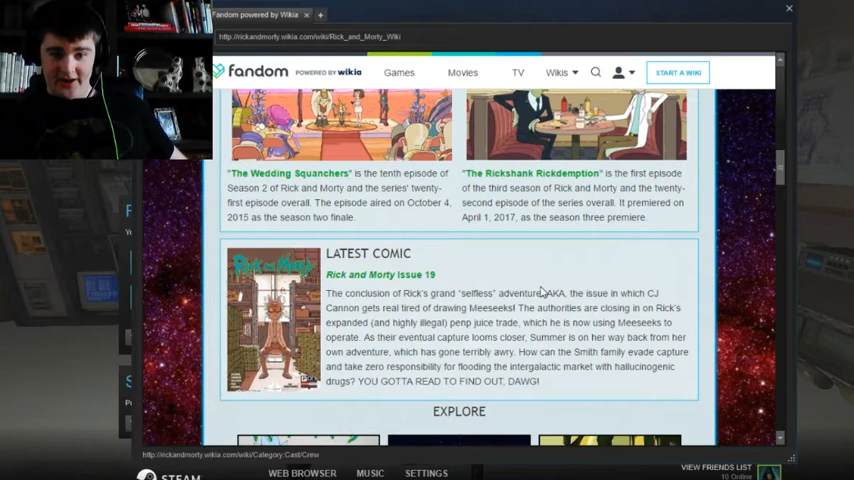 Fandom powered by Wikia
http://rickandmorty.wikia.com/wiki/Rick_and_Morty_Wiki
fandom POWERED BY wikia Games Movies TV Wikis START A WIKI
"The Wedding Squanchers" is the tenth episode of
Season 2 of Rick and Morty and the series' twenty-
first episode overall. The episode aired on October 4,
2015 as the season two finale.
"The Rickshank Rickdemption" is the first episode
of the third season of Rick and Morty and the twenty-
second episode of the series overall. It premiered on
April 1, 2017, as the season three premiere.
LATEST COMIC
Rick and Morty Issue 19
The conclusion of Rick's grand "selfless" adventure, AKA, the issue in which CJ
Cannon gets real tired of drawing Meeseeks! The authorities are closing in on Rick's
expanded (and highly illegal) penp juice trade, which he is now using Meeseeks to
operate. As their eventual capture looms closer, Summer is on her way back from her
own adventure, which has gone terribly awry. How can the Smith family evade capture
and take zero responsibility for flooding the intergalactic market with hallucinogenic
drugs? YOU GOTTA READ TO FIND OUT, DAWG!
Rick and Morty
EXPLORE
http://rickandmorty.wikia.com/wiki/Category:Cast/Crew
STEAM WEB BROWSER MUSIC SETTINGS
VIEW FRIENDS LIST
10 Online